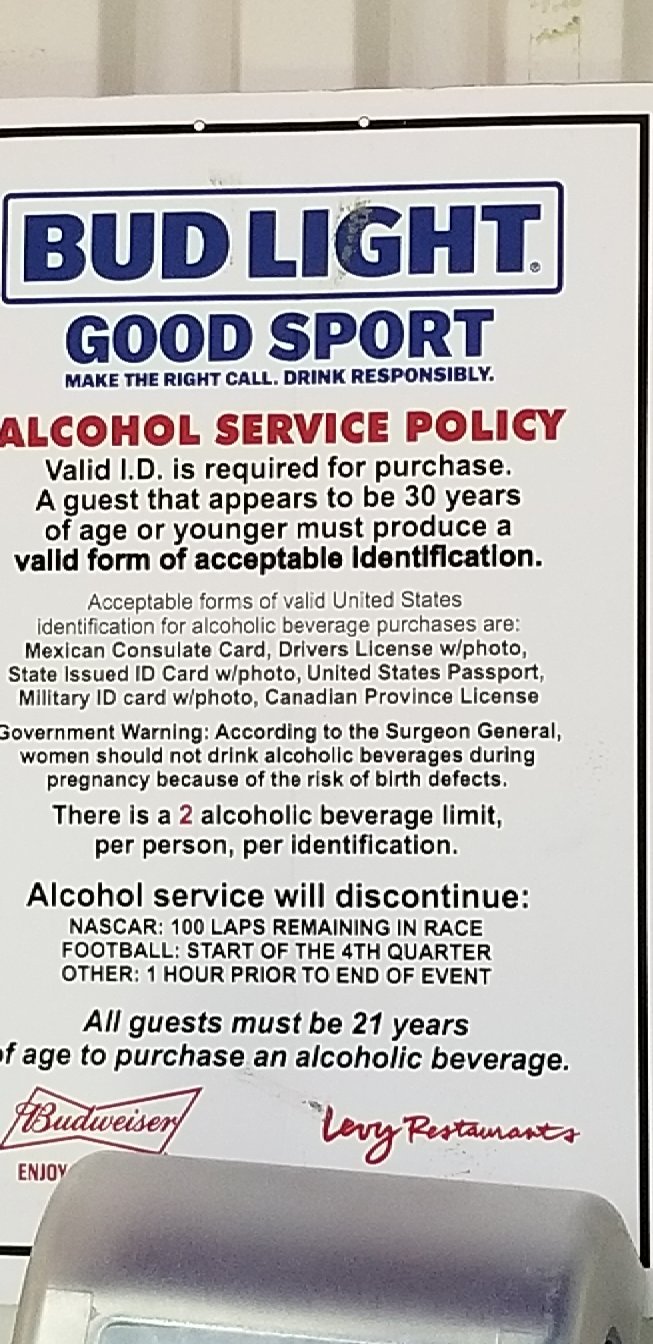 BUD LIGHT®
GOOD SPORT
MAKE THE RIGHT CALL. DRINK RESPONSIBLY.
ALCOHOL SERVICE POLICY
Valid I.D. is required for purchase.
A guest that appears to be 30 years
of age or younger must produce a
valid form of acceptable identification.
Acceptable forms of valid United States
identification for alcoholic beverage purchases are:
Mexican Consulate Card, Drivers License w/photo,
State Issued ID Card w/photo, United States Passport,
Military ID card w/photo, Canadian Province License
Government Warning: According to the Surgeon General,
women should not drink alcoholic beverages during
pregnancy because of the risk of birth defects.
There is a 2 alcoholic beverage limit,
per person, per identification.
Alcohol service will discontinue:
NASCAR: 100 LAPS REMAINING IN RACE
FOOTBALL: START OF THE 4TH QUARTER
OTHER: 1 HOUR PRIOR TO END OF EVENT
All guests must be 21 years
of age to purchase an alcoholic beverage.
Budweiser Levy Restaurants
ENJOY